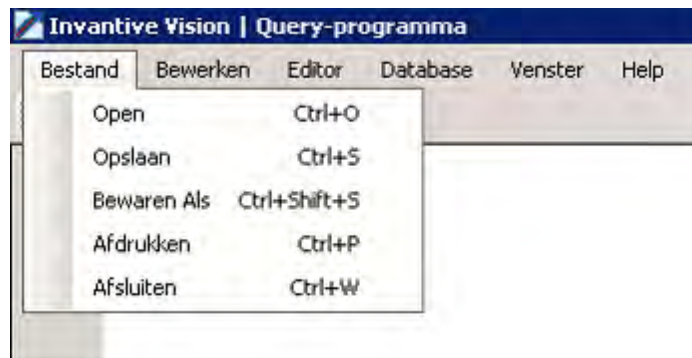 Invantive Vision | Query-programma
Bestand Bewerken Editor Database Venster Help
Open Ctrl+O
Opslaan Ctrl+S
Bewaren Als Ctrl+Shift+S
Afdrukken Ctrl+P
Afsluiten Ctrl+W